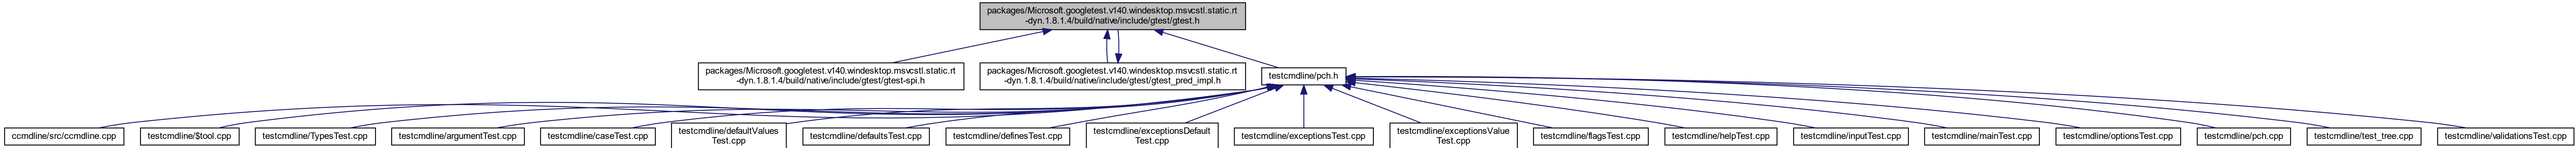 packages/Microsoft.googletest.v140.windesktop.msvcstl.static.rt
-dyn.1.8.1.4/build/native/include/gtest/gtest.h
packages/Microsoft.googletest.v140.windesktop.msvcstl.static.rt
-dyn.1.8.1.4/build/native/include/gtest/gtest-spi.h
packages/Microsoft.googletest.v140.windesktop.msvcstl.static.rt
-dyn.1.8.1.4/build/native/include/gtest/gtest_pred_impl.h
testcmdline/pch.h
ccmdline/src/ccmdline.cpp
testcmdline/$tool.cpp
testcmdline/TypesTest.cpp
testcmdline/argumentTest.cpp
testcmdline/caseTest.cpp
testcmdline/defaultValues
Test.cpp
testcmdline/defaultsTest.cpp
testcmdline/definesTest.cpp
testcmdline/exceptionsDefault
Test.cpp
testcmdline/exceptionsTest.cpp
testcmdline/exceptionsValue
Test.cpp
testcmdline/flagsTest.cpp
testcmdline/helpTest.cpp
testcmdline/inputTest.cpp
testcmdline/mainTest.cpp
testcmdline/optionsTest.cpp
testcmdline/pch.cpp
testcmdline/test_tree.cpp
testcmdline/validationsTest.cpp